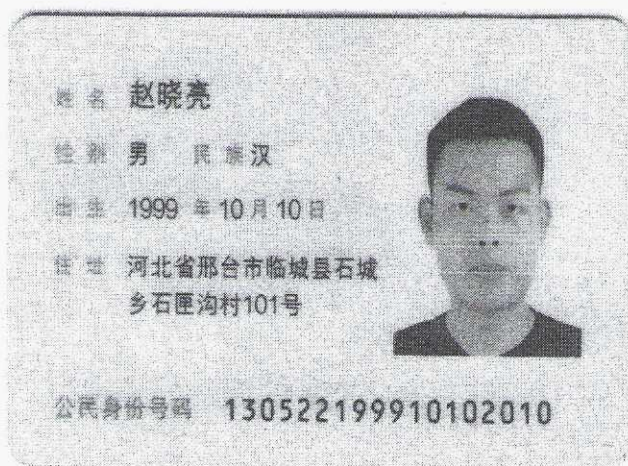 姓名 赵晓亮
性别 男 民族 汉
出生 1999 年 10 月 10 日
住址 河北省邢台市临城县石城
乡石匣沟村101号
公民身份号码 130522199910102010